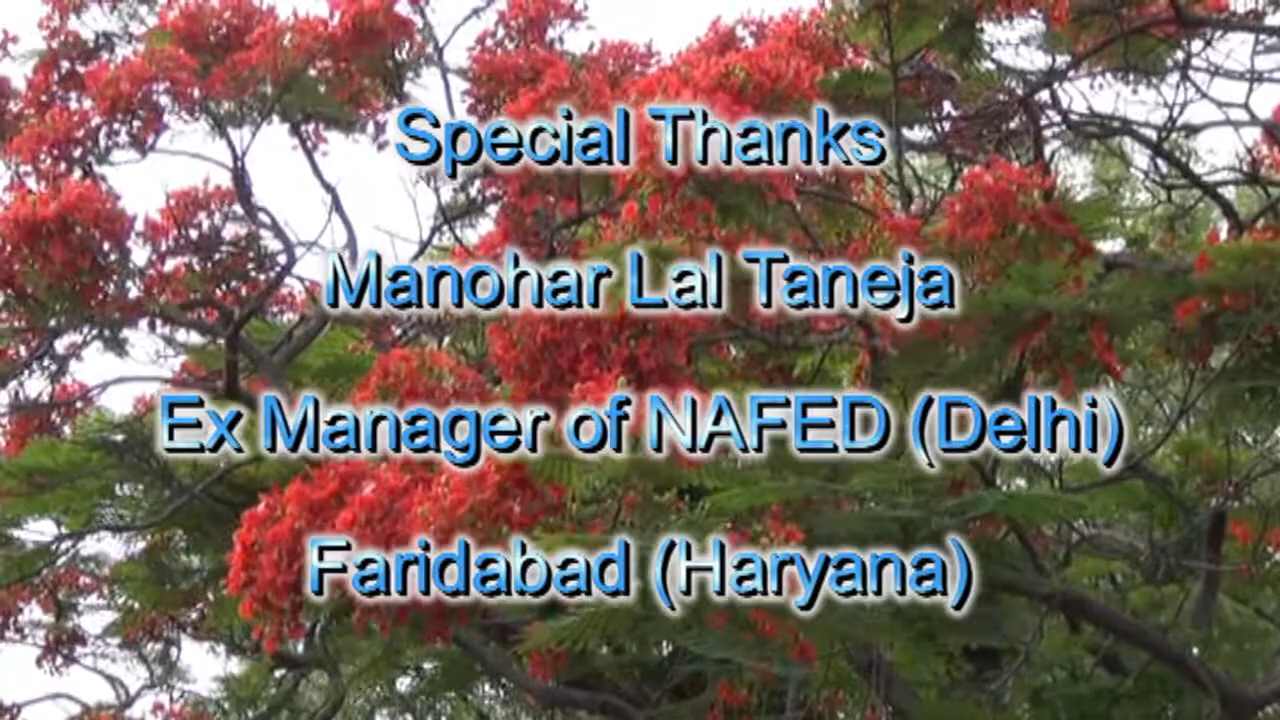 Special Thanks
Manohar Lal Taneja
Ex Manager of NAFED (Delhi)
Faridabad (Haryana)